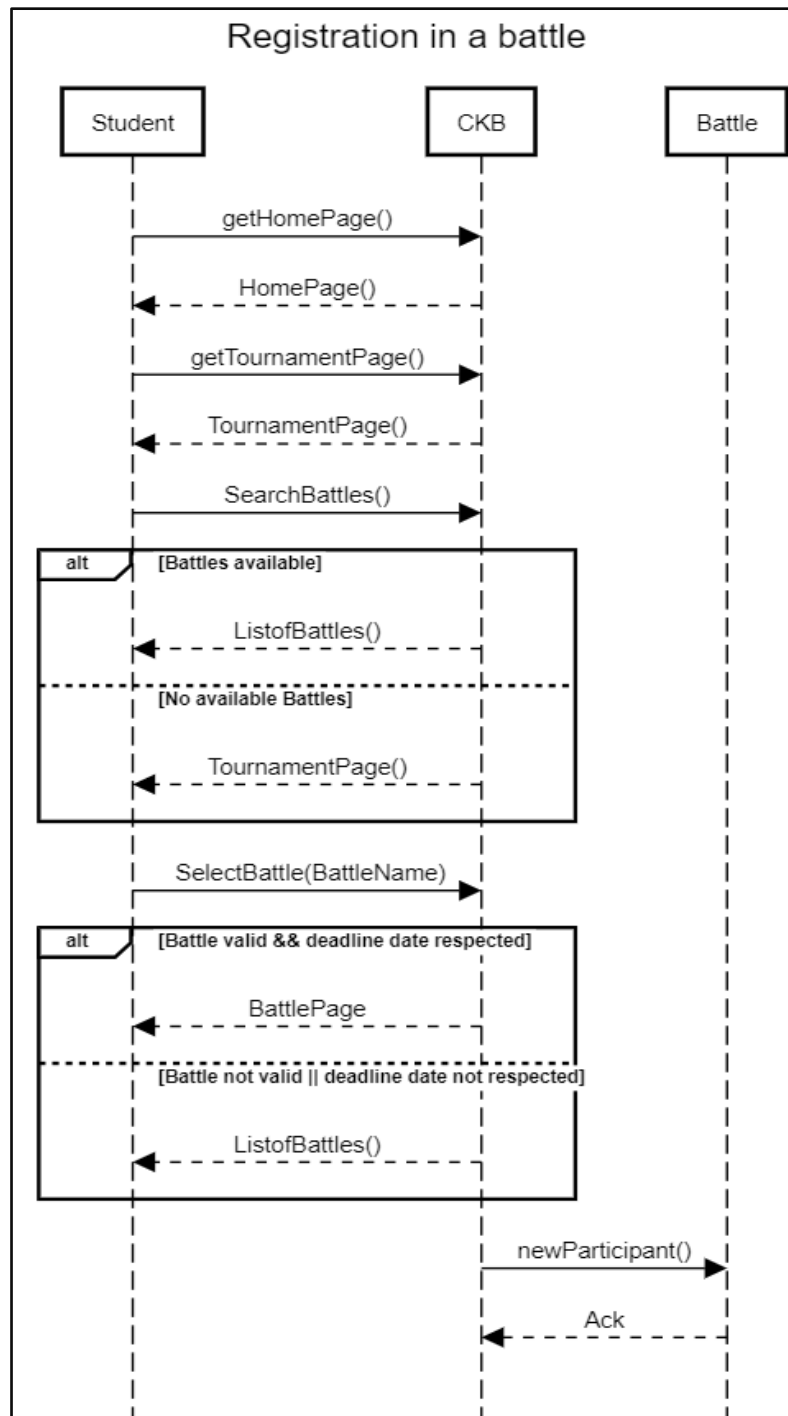 Registration in a battle
Student
CKB
Battle
getHomePage()
HomePage()
getTournamentPage()
TournamentPage()
SearchBattles()
alt
[Battles available]
ListofBattles()
[No available Battles]
TournamentPage()
SelectBattle(BattleName)
alt
[Battle valid && deadline date respected]
BattlePage
[Battle not valid || deadline date not respected]
ListofBattles()
newParticipant()
Ack